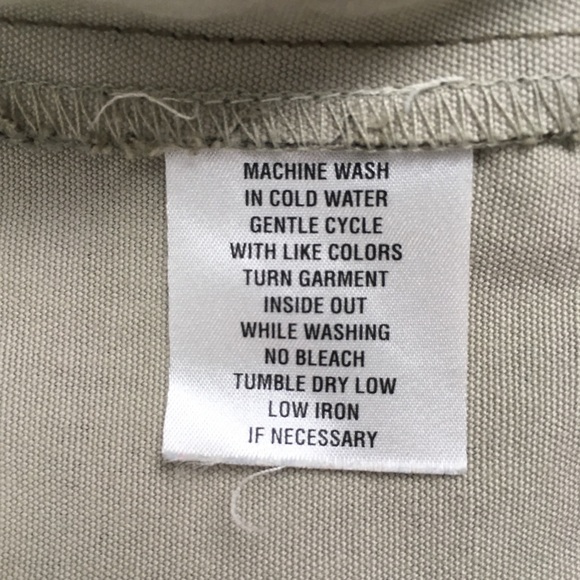 MACHINE WASH
IN COLD WATER
GENTLE CYCLE
WITH LIKE COLORS
TURN GARMENT
INSIDE OUT
WHILE WASHING
NO BLEACH
TUMBLE DRY LOW
LOW IRON
IF NECESSARY